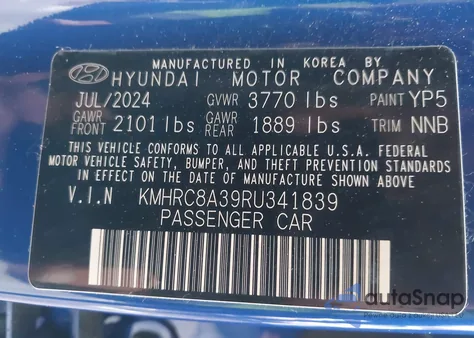 MANUFACTURED IN KOREA BY
HYUNDAI MOTOR COMPANY
JUL/2024 GVWR 3770 lbs PAINT YP5
GAWR FRONT 2101 lbs GAWR REAR 1889 lbs TRIM NNB
THIS VEHICLE CONFORMS TO ALL APPLICABLE U.S.A. FEDERAL
MOTOR VEHICLE SAFETY, BUMPER, AND THEFT PREVENTION STANDARDS IN
EFFECT ON THE DATE OF MANUFACTURE SHOWN ABOVE
V.I.N KMHRC8A39RU341839
PASSENGER CAR
autoSnap